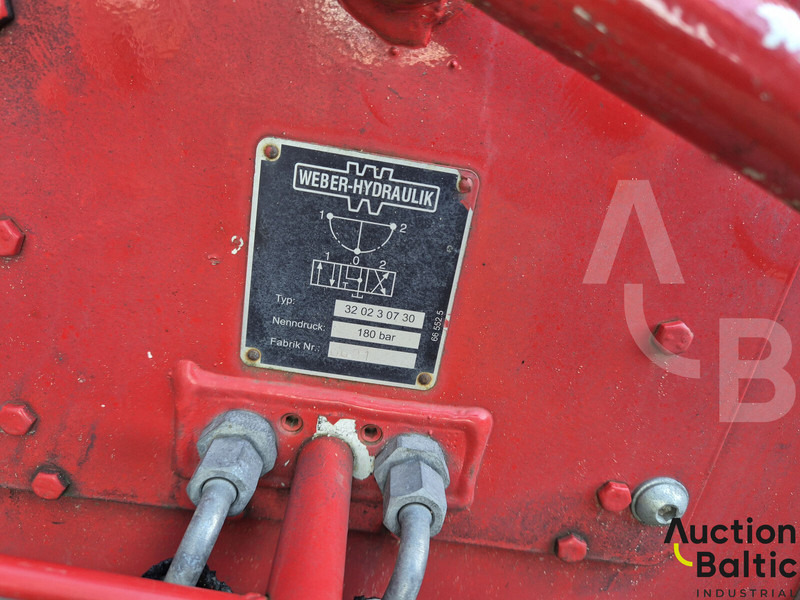 WEBER-HYDRAULIK
1 2
1 0 2
Typ: 32 02 3 07 30
Nenndruck: 180 bar
Fabrik Nr.:
66 552.5
AB
Auction
Baltic
INDUSTRIAL